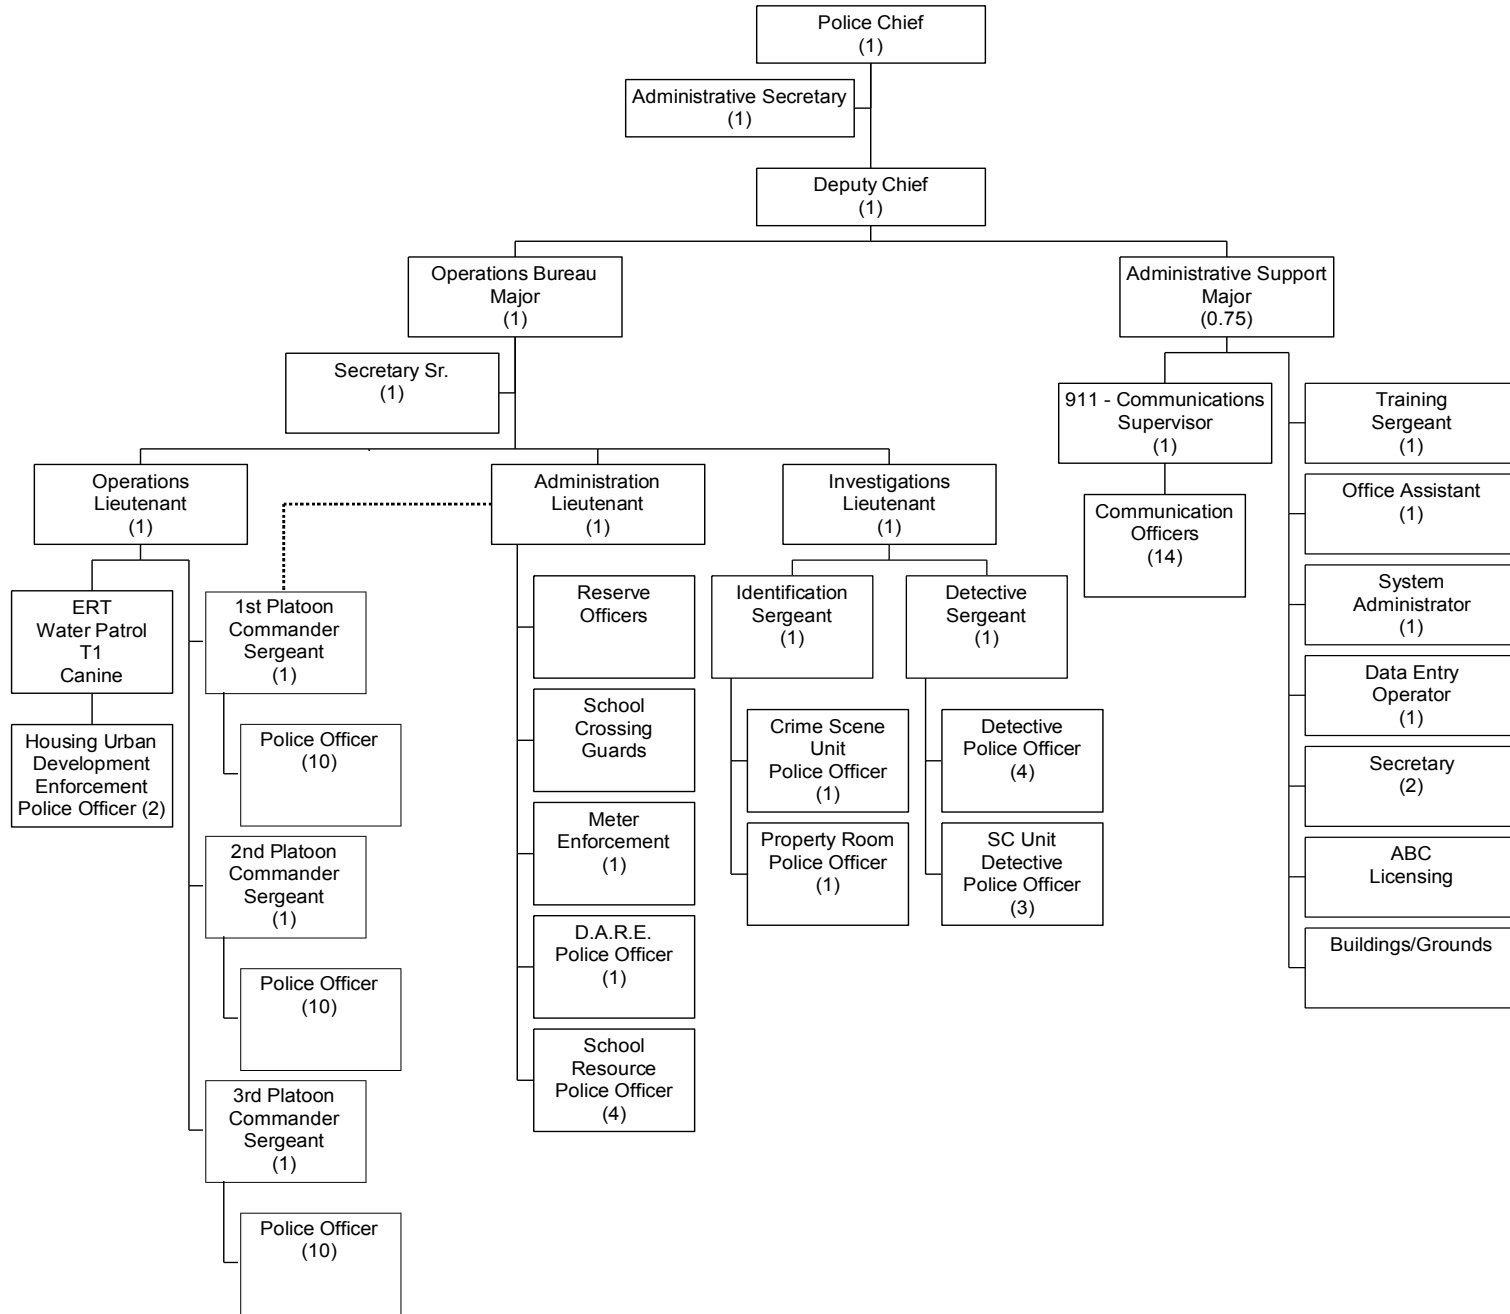 Police Chief
(1)
Administrative Secretary
(1)
Deputy Chief
(1)
Operations Bureau
Major
(1)
Administrative Support
Major
(0.75)
Secretary Sr.
(1)
911 - Communications
Supervisor
(1)
Communication
Officers
(14)
Training
Sergeant
(1)
Office Assistant
(1)
System
Administrator
(1)
Data Entry
Operator
(1)
Secretary
(2)
ABC
Licensing
Buildings/Grounds
Operations
Lieutenant
(1)
Administration
Lieutenant
(1)
Investigations
Lieutenant
(1)
ERT
Water Patrol
T1
Canine
Housing Urban
Development
Enforcement
Police Officer (2)
1st Platoon
Commander
Sergeant
(1)
Police Officer
(10)
2nd Platoon
Commander
Sergeant
(1)
Police Officer
(10)
3rd Platoon
Commander
Sergeant
(1)
Police Officer
(10)
Reserve
Officers
School
Crossing
Guards
Meter
Enforcement
(1)
D.A.R.E.
Police Officer
(1)
School
Resource
Police Officer
(4)
Identification
Sergeant
(1)
Crime Scene
Unit
Police Officer
(1)
Property Room
Police Officer
(1)
Detective
Sergeant
(1)
Detective
Police Officer
(4)
SC Unit
Detective
Police Officer
(3)